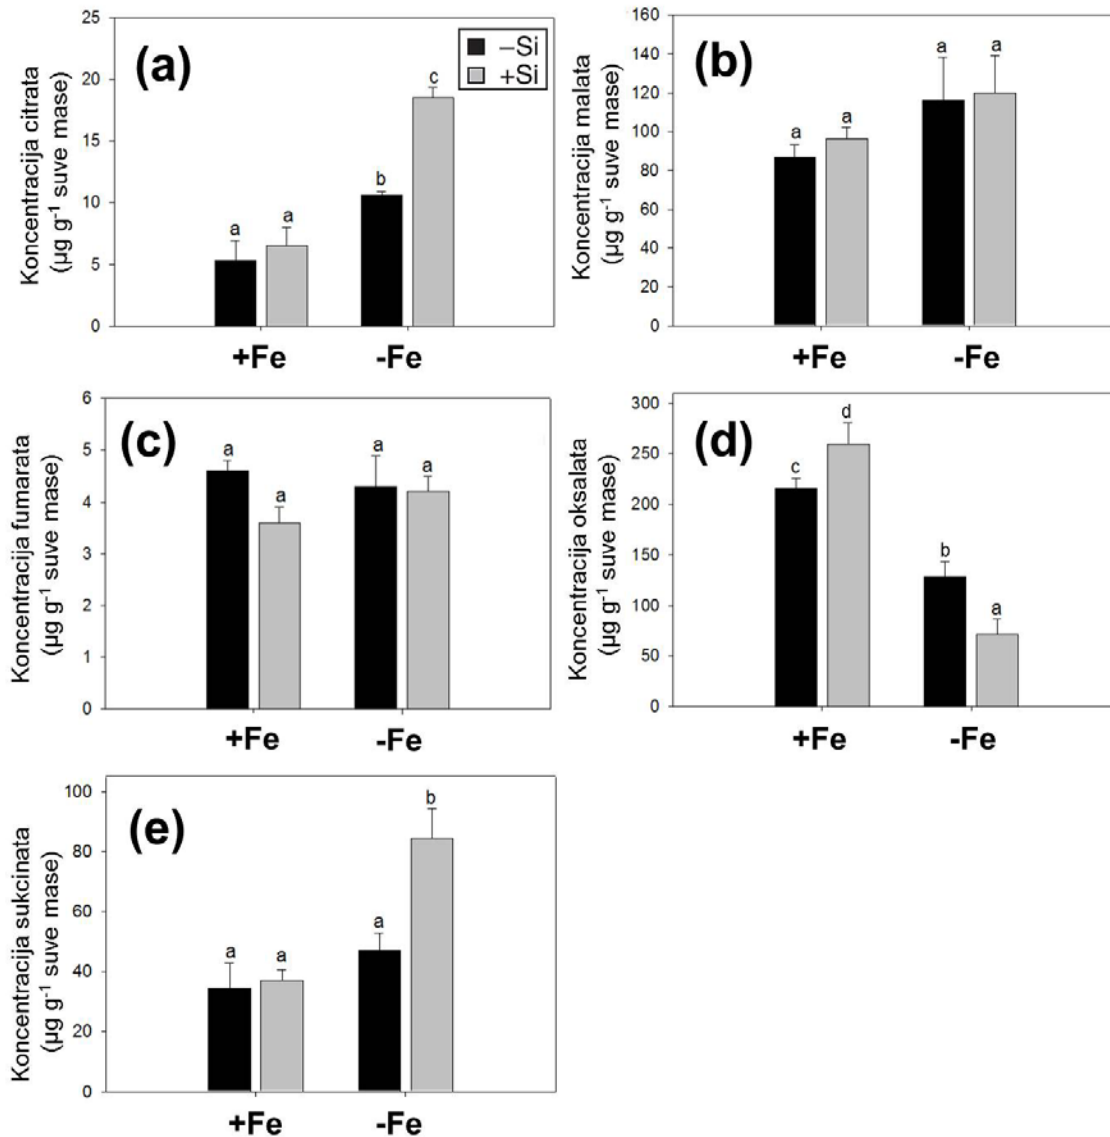 (a)
–Si
+Si
Koncentracija citrata
(µg g-1 suve mase)
25
20
15
10
5
0
a
a
b
c
+Fe
-Fe
(b)
Koncentracija malata
(µg g-1 suve mase)
160
140
120
100
80
60
40
20
0
a
a
a
a
+Fe
-Fe
(c)
Koncentracija fumarata
(µg g-1 suve mase)
6
5
4
3
2
1
0
a
a
a
a
+Fe
-Fe
(d)
Koncentracija oksalata
(µg g-1 suve mase)
300
250
200
150
100
50
0
c
d
b
a
+Fe
-Fe
(e)
Koncentracija sukcinata
(µg g-1 suve mase)
100
80
60
40
20
0
a
a
a
b
+Fe
-Fe